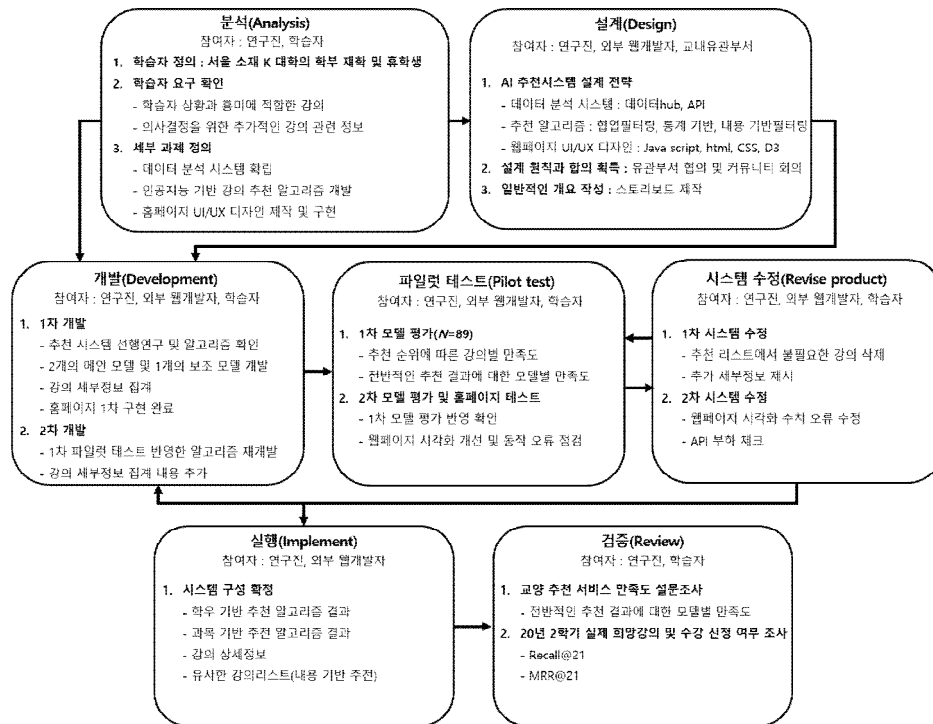 분석(Analysis)
참여자 : 연구진, 학습자
1. 학습자 정의 : 서울 소재 K 대학의 학부 재학 및 휴학생
2. 학습자 요구 확인
- 학습자 상황과 흥미에 적합한 강의
- 의사결정을 위한 추가적인 강의 관련 정보
3. 세부 과제 정의
- 데이터 분석 시스템 확립
- 인공지능 기반 강의 추천 알고리즘 개발
- 홈페이지 UI/UX 디자인 제작 및 구현
설계(Design)
참여자 : 연구진, 외부 웹개발자, 교내유관부서
1. AI 추천시스템 설계 전략
- 데이터 분석 시스템 : 데이터hub, API
- 추천 알고리즘 : 협업필터링, 통계 기반, 내용 기반필터링
- 웹페이지 UI/UX 디자인 : Java script, html, CSS, D3
2. 설계 원칙과 합의 획득 : 유관부서 협의 및 커뮤니티 회의
3. 일반적인 개요 작성 : 스토리보드 제작
개발(Development)
참여자 : 연구진, 외부 웹개발자, 학습자
1. 1차 개발
- 추천 시스템 선행연구 및 알고리즘 확인
- 2개의 메인 모델 및 1개의 보조 모델 개발
- 강의 세부정보 집계
- 홈페이지 1차 구현 완료
2. 2차 개발
- 1차 파일럿 테스트 반영한 알고리즘 재개발
- 강의 세부정보 집계 내용 추가
파일럿 테스트(Pilot test)
참여자 : 연구진, 외부 웹개발자, 학습자
1. 1차 모델 평가(N=89)
- 추천 순위에 따른 강의별 만족도
- 전반적인 추천 결과에 대한 모델별 만족도
2. 2차 모델 평가 및 홈페이지 테스트
- 1차 모델 평가 반영 확인
- 웹페이지 시각화 개선 및 동작 오류 점검
시스템 수정(Revise product)
참여자 : 연구진, 외부 웹개발자, 학습자
1. 1차 시스템 수정
- 추천 리스트에서 불필요한 강의 삭제
- 추가 세부정보 제시
2. 2차 시스템 수정
- 웹페이지 시각화 수치 오류 수정
- API 부하 체크
실행(Implement)
참여자 : 연구진, 외부 웹개발자
1. 시스템 구성 확정
- 학우 기반 추천 알고리즘 결과
- 과목 기반 추천 알고리즘 결과
- 강의 상세정보
- 유사한 강의리스트(내용 기반 추천)
검증(Review)
참여자 : 연구진, 학습자
1. 교양 추천 서비스 만족도 설문조사
- 전반적인 추천 결과에 대한 모델별 만족도
2. 20년 2학기 실제 희망강의 및 수강 신청 여부 조사
- Recall@21
- MRR@21